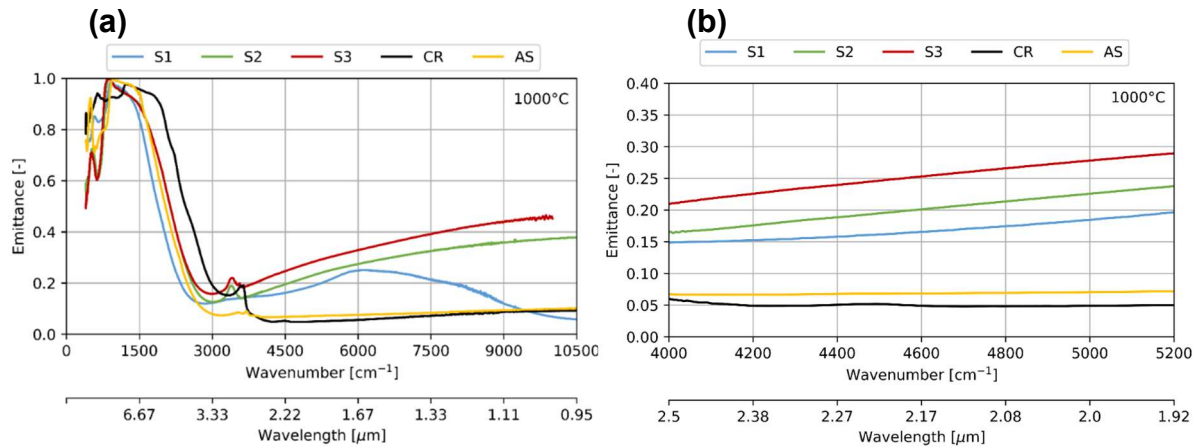 (a)
S1 S2 S3 CR AS
1000°C
1.0
0.8
0.6
0.4
0.2
0.0
Emittance [-]
0 1500 3000 4500 6000 7500 9000 10500
Wavenumber [cm⁻¹]
6.67 3.33 2.22 1.67 1.33 1.11 0.95
Wavelength [μm]
(b)
S1 S2 S3 CR AS
1000°C
0.40
0.35
0.30
0.25
0.20
0.15
0.10
0.05
0.00
Emittance [-]
4000 4200 4400 4600 4800 5000 5200
Wavenumber [cm⁻¹]
2.5 2.38 2.27 2.17 2.08 2.0 1.92
Wavelength [μm]